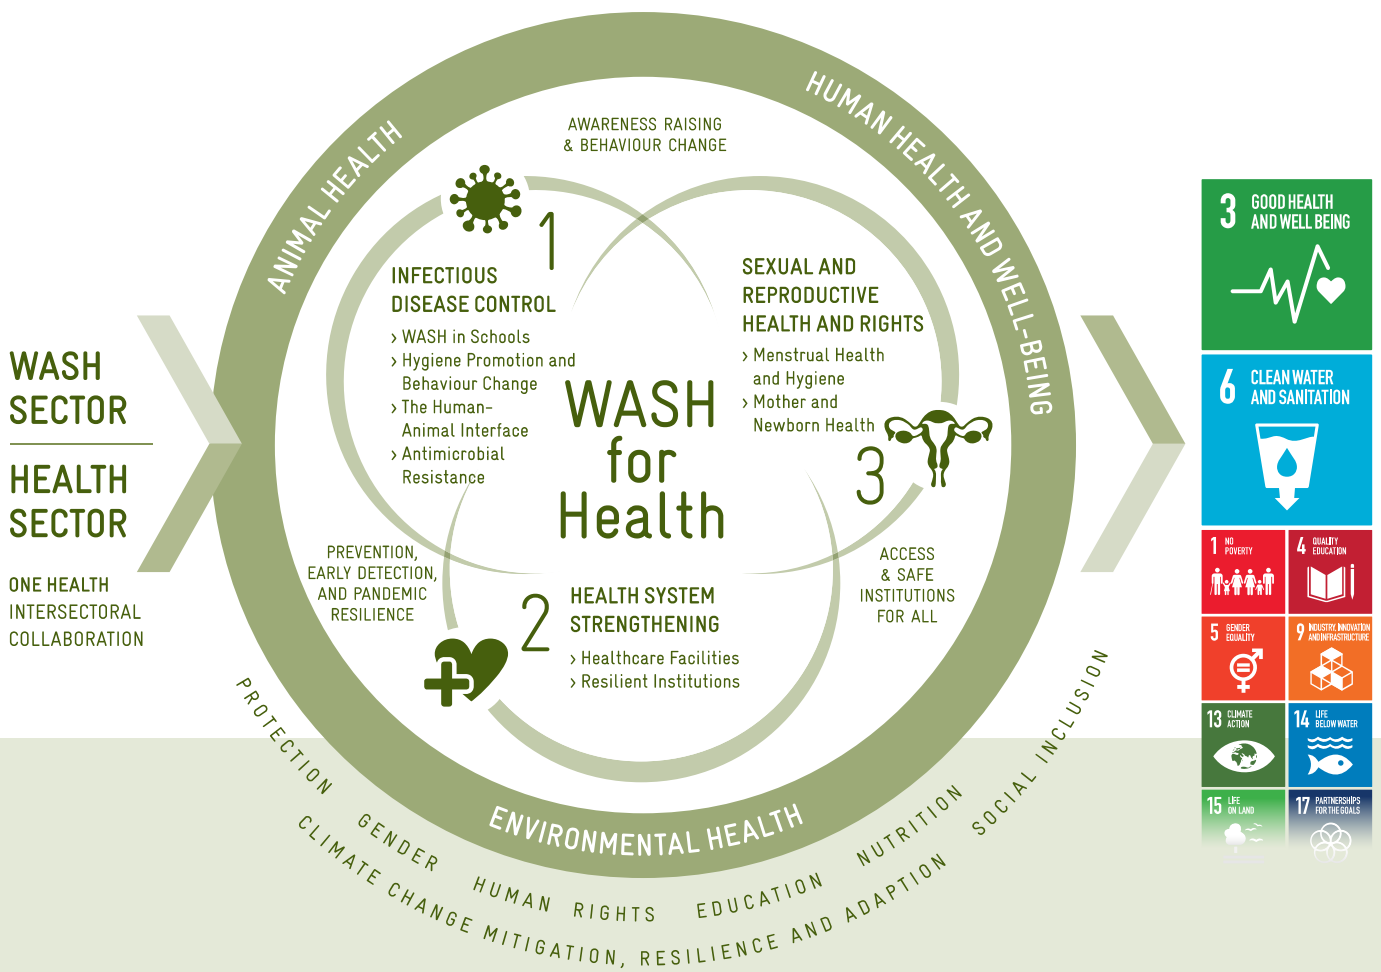 WASH
SECTOR
HEALTH
SECTOR
ONE HEALTH
INTERSECTORAL
COLLABORATION
ANIMAL HEALTH
HUMAN HEALTH AND WELL-BEING
ENVIRONMENTAL HEALTH
AWARENESS RAISING
& BEHAVIOUR CHANGE
1
INFECTIOUS
DISEASE CONTROL
› WASH in Schools
› Hygiene Promotion and
Behaviour Change
› The Human-
Animal Interface
› Antimicrobial
Resistance
SEXUAL AND
REPRODUCTIVE
HEALTH AND RIGHTS
› Menstrual Health
and Hygiene
› Mother and
Newborn Health
3
WASH
for
Health
PREVENTION,
EARLY DETECTION,
AND PANDEMIC
RESILIENCE
2
HEALTH SYSTEM
STRENGTHENING
› Healthcare Facilities
› Resilient Institutions
ACCESS
& SAFE
INSTITUTIONS
FOR ALL
PROTECTION GENDER HUMAN RIGHTS EDUCATION NUTRITION SOCIAL INCLUSION
CLIMATE CHANGE MITIGATION, RESILIENCE AND ADAPTION
3 GOOD HEALTH
AND WELL BEING
6 CLEAN WATER
AND SANITATION
1 NO
POVERTY
4 QUALITY
EDUCATION
5 GENDER
EQUALITY
9 INDUSTRY, INNOVATION
AND INFRASTRUCTURE
13 CLIMATE
ACTION
14 LIFE
BELOW WATER
15 LIFE
ON LAND
17 PARTNERSHIPS
FOR THE GOALS